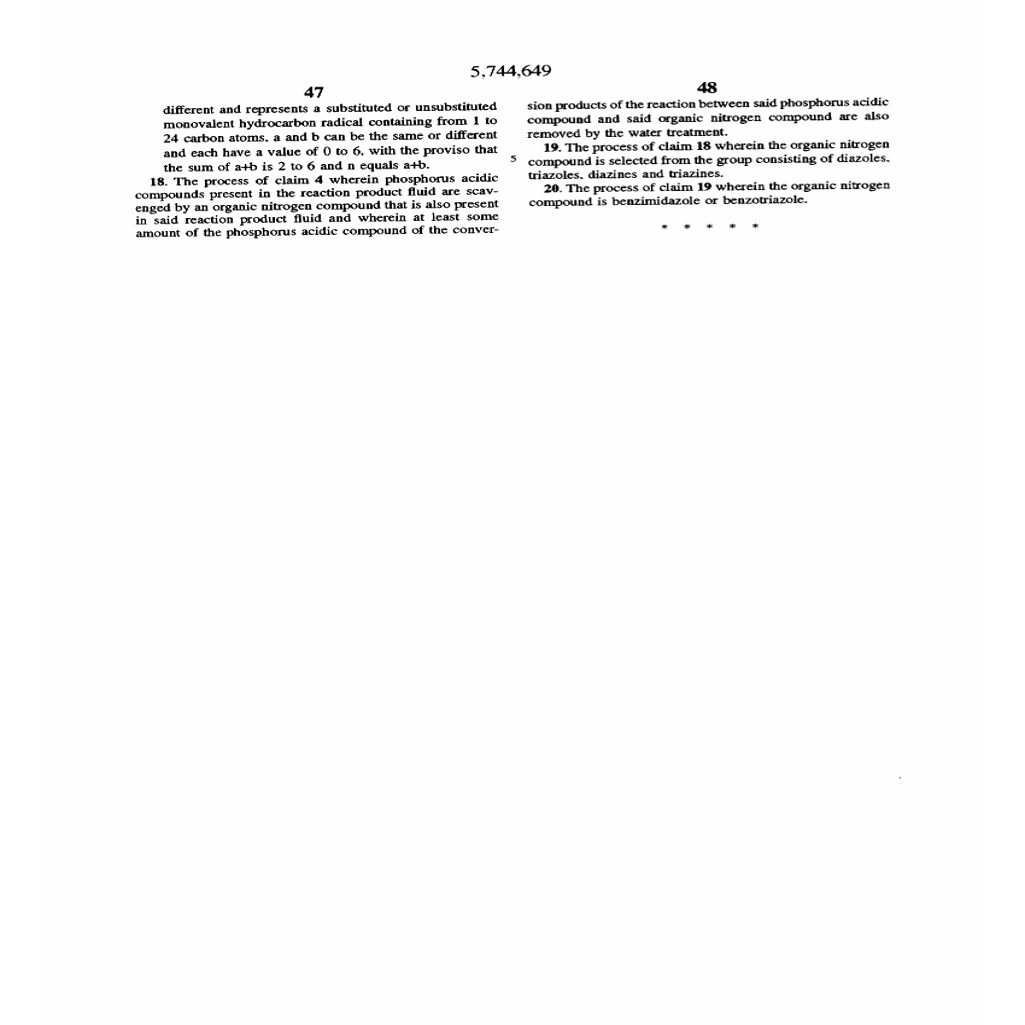 5,744,649
47
different and represents a substituted or unsubstituted
monovalent hydrocarbon radical containing from 1 to
24 carbon atoms, a and b can be the same or different
and each have a value of 0 to 6, with the proviso that
the sum of a+b is 2 to 6 and n equals a+b.
18. The process of claim 4 wherein phosphorus acidic
compounds present in the reaction product fluid are scav-
enged by an organic nitrogen compound that is also present
in said reaction product fluid and wherein at least some
amount of the phosphorus acidic compound of the conver-
48
sion products of the reaction between said phosphorus acidic
compound and said organic nitrogen compound are also
removed by the water treatment.
19. The process of claim 18 wherein the organic nitrogen
5 compound is selected from the group consisting of diazoles,
triazoles, diazines and triazines.
20. The process of claim 19 wherein the organic nitrogen
compound is benzimidazole or benzotriazole.
* * * * *